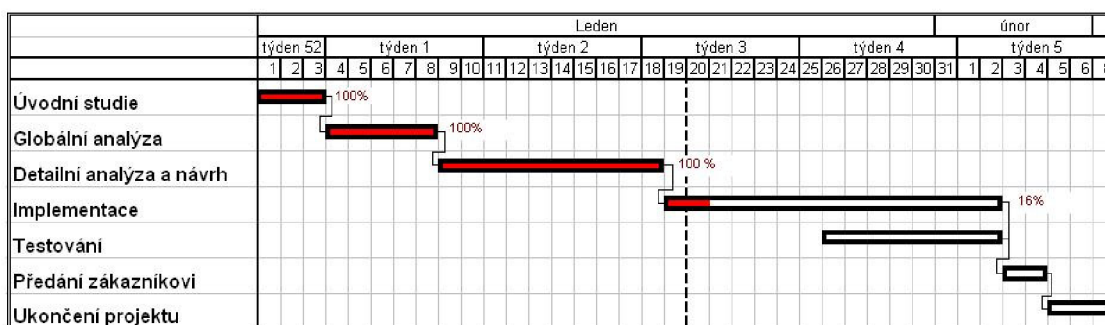 Leden únor
týden 52 týden 1 týden 2 týden 3 týden 4 týden 5
1 2 3 4 5 6 7 8 9 10 11 12 13 14 15 16 17 18 19 20 21 22 23 24 25 26 27 28 29 30 31 1 2 3 4 5 6
Úvodní studie 100%
Globální analýza 100%
Detailní analýza a návrh 100 %
Implementace 16%
Testování
Předání zákazníkovi
Ukončení projektu